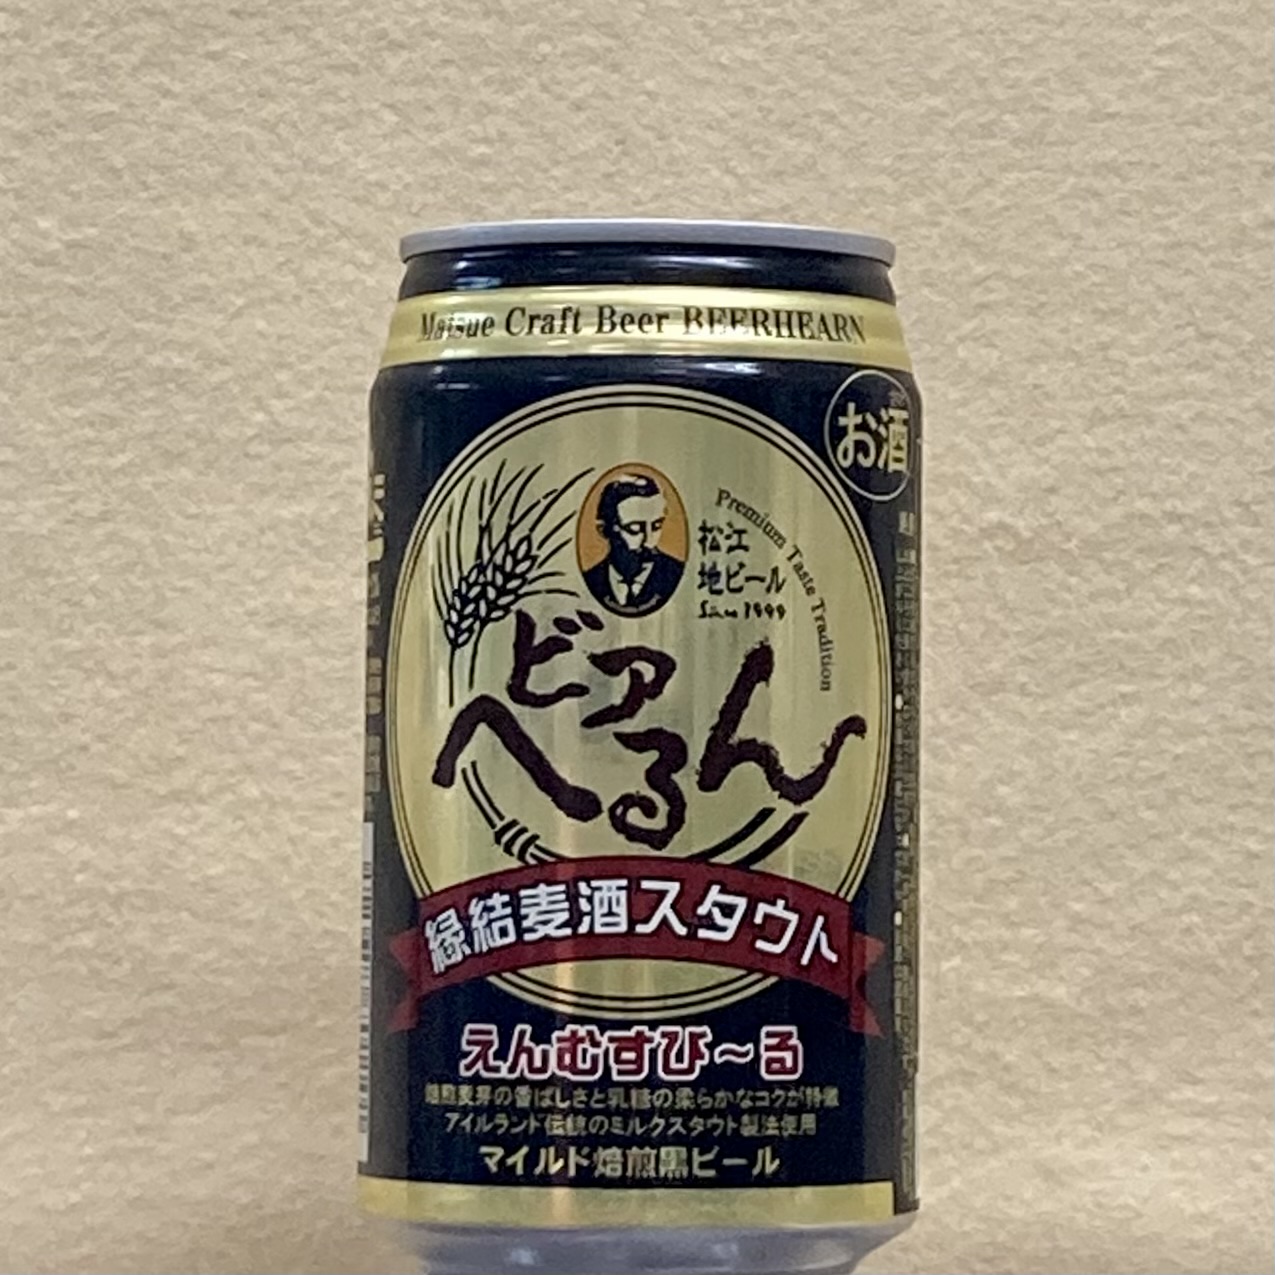 Matsue Craft Beer BEERHEARN
お酒
Premium Taste Tradition
松江
地ビール
Since 1999
ビア
へるん
縁結麦酒スタウト
えんむすび〜る
焙煎麦芽の香ばしさと乳糖の柔らかなコクが特徴
アイルランド伝統のミルクスタウト製法使用
マイルド焙煎黒ビール